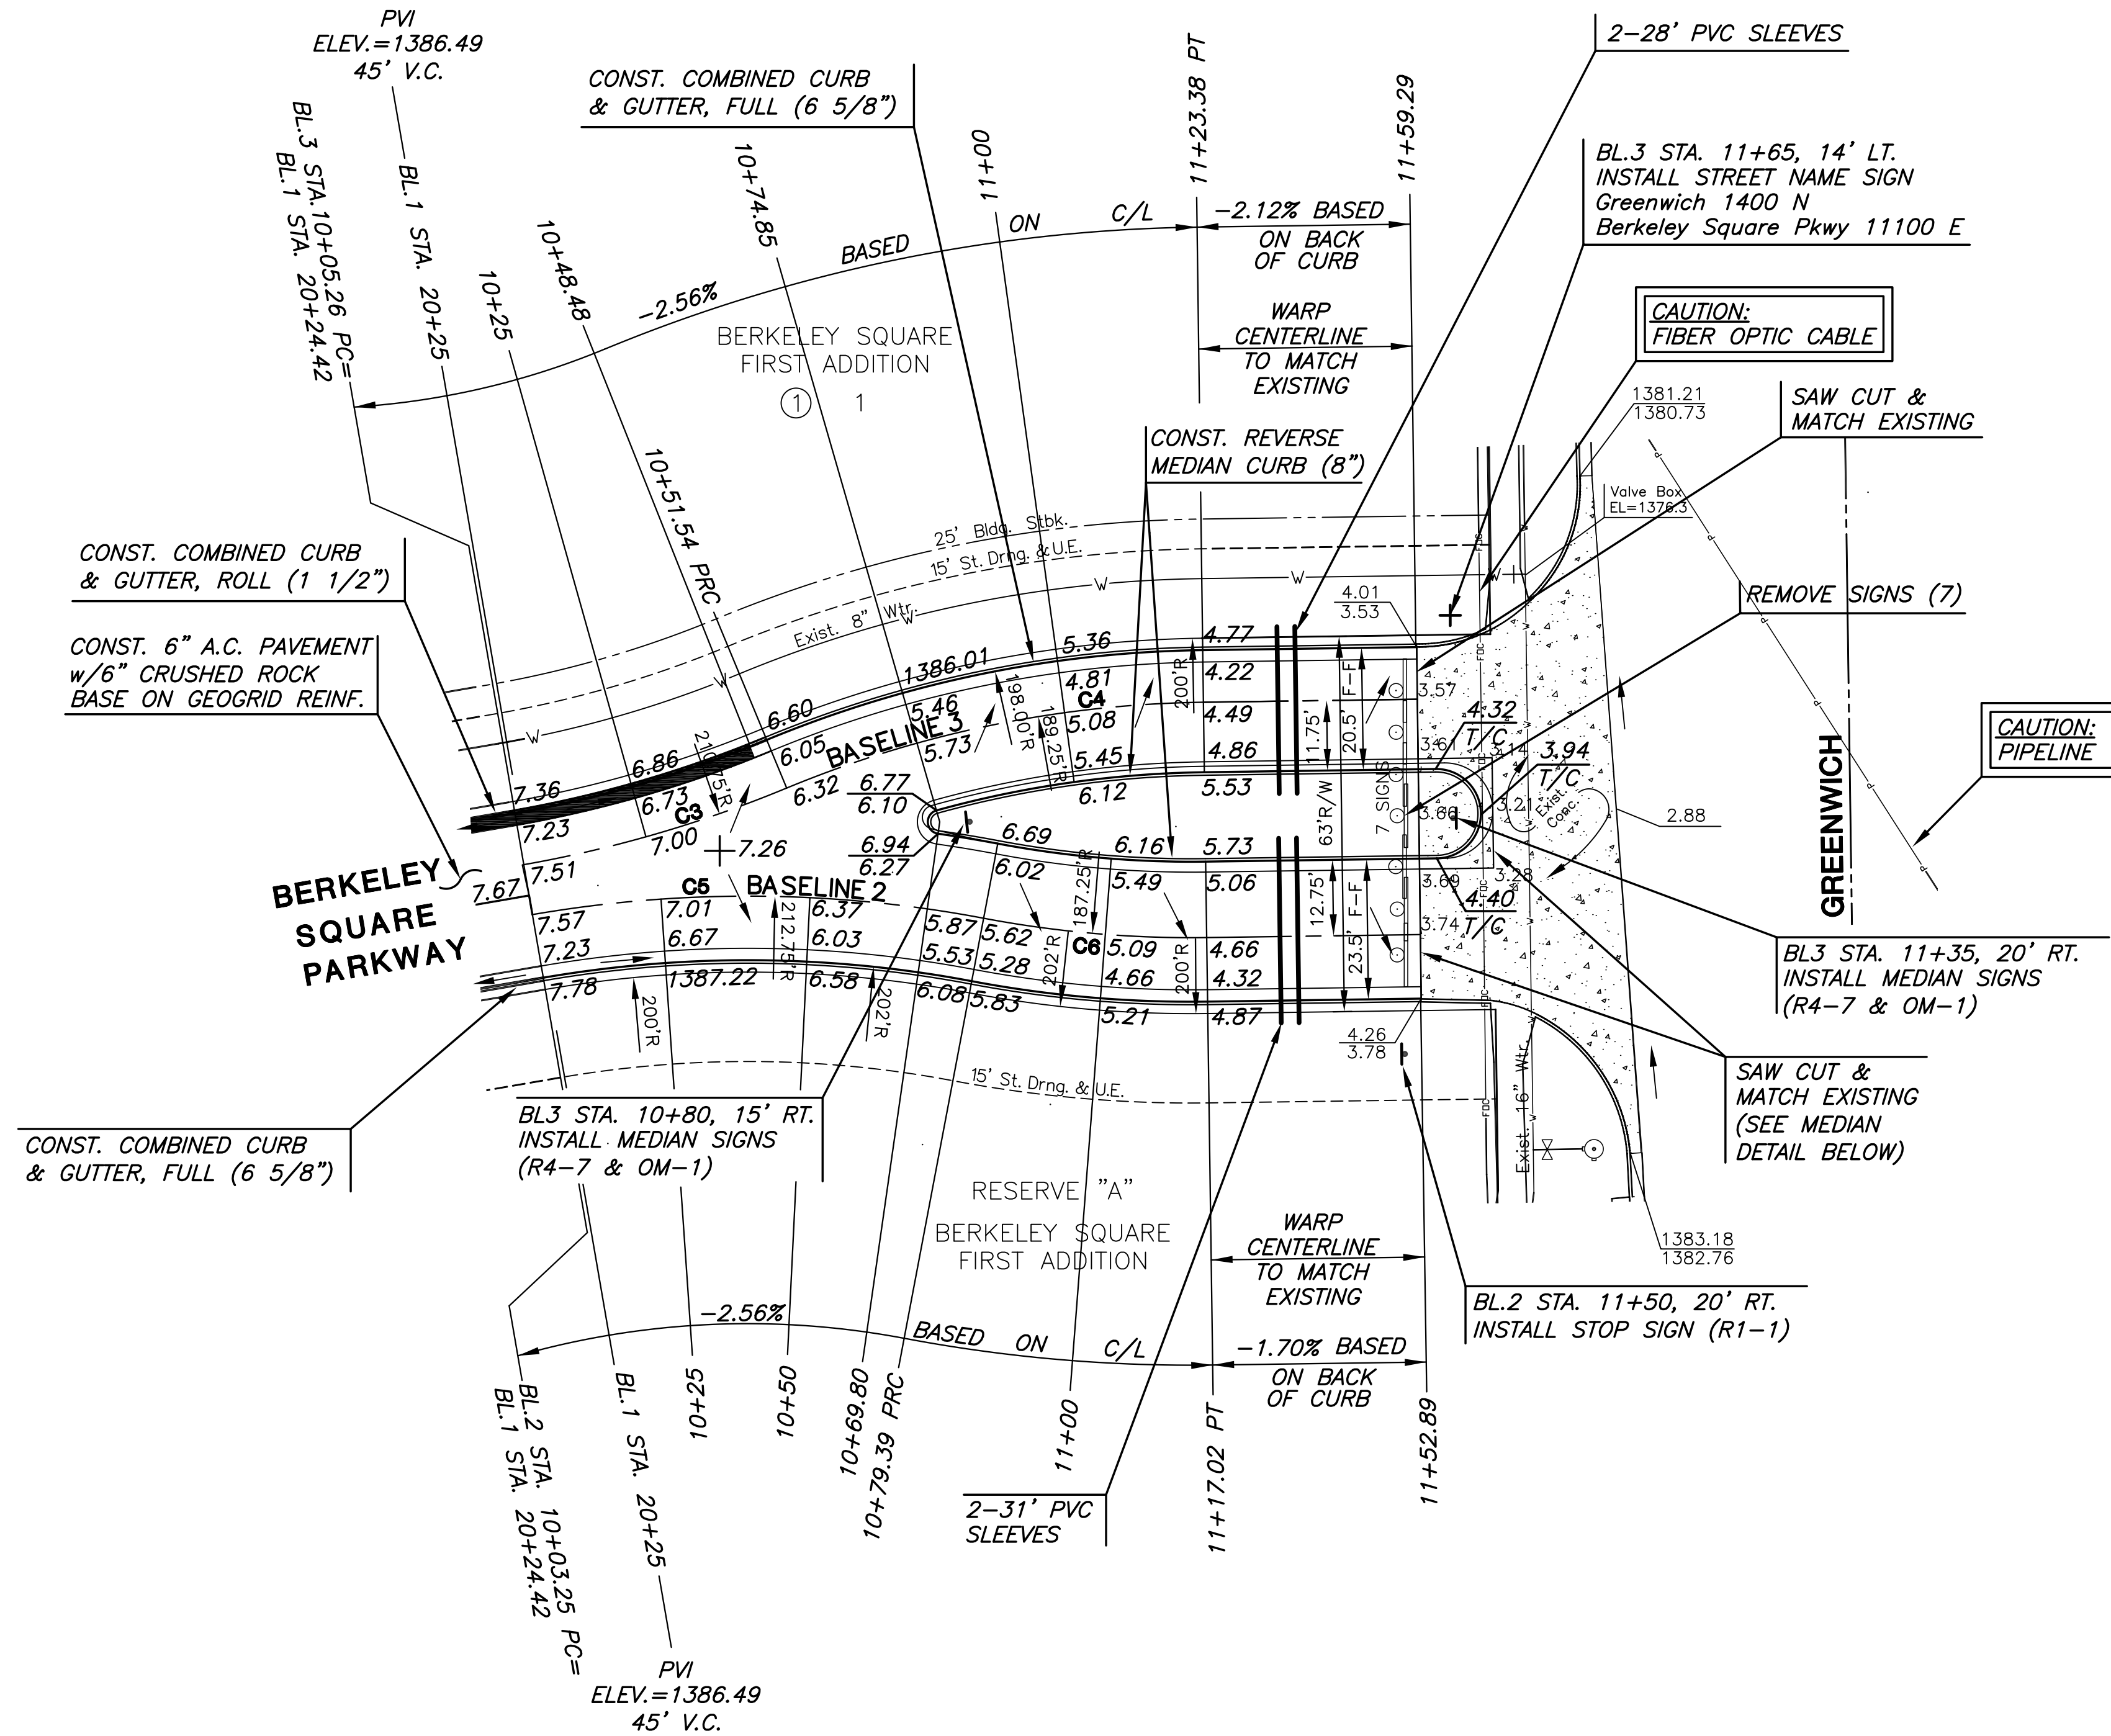 PVI
ELEV.=1386.49
45' V.C.
BL.3 STA.10+05.26 PC=
BL.1 STA. 20+24.42
BL.1 STA. 20+25
10+25
10+48.48
10+51.54 PRC
10+74.85
11+00
11+23.38 PT
11+59.29
CONST. COMBINED CURB
& GUTTER, FULL (6 5/8")
2-28' PVC SLEEVES
BL.3 STA. 11+65, 14' LT.
INSTALL STREET NAME SIGN
Greenwich 1400 N
Berkeley Square Pkwy 11100 E
-2.56%
BASED
ON
C/L
-2.12% BASED
ON BACK
OF CURB
WARP
CENTERLINE
TO MATCH
EXISTING
BERKELEY SQUARE
FIRST ADDITION
1 1
CAUTION:
FIBER OPTIC CABLE
1381.21
1380.73
SAW CUT &
MATCH EXISTING
CONST. REVERSE
MEDIAN CURB (8")
Valve Box
EL=1376.3
25' Bldg. Stbk.
15' St. Drng. & U.E.
Exist. 8" Wtr.
W W W W W W
CONST. COMBINED CURB
& GUTTER, ROLL (1 1/2")
CONST. 6" A.C. PAVEMENT
w/6" CRUSHED ROCK
BASE ON GEOGRID REINF.
REMOVE SIGNS (7)
4.01
3.53
7.36
6.86
6.60
1386.01
5.36
4.77
7.23
6.73
6.05
5.46
4.81
4.22
7.51
7.00
6.32
5.73
5.08
4.49
C3
BASELINE 3
C4
210.75'R
198.00'R
189.25'R
200'R
5.45
4.86
6.12
5.53
11.75'
20.5' F-F
63'R/W
3.57
3.61
3.14
4.32
T/C
3.94
T/C
7 SIGNS
3.66
3.21
Exist.
Conc.
2.88
GREENWICH
CAUTION:
PIPELINE
P P P P P
6.77
6.10
6.94
6.27
7.26
7.67
BERKELEY
SQUARE
PARKWAY
C5
BASELINE 2
6.69
6.16
5.73
6.02
5.49
5.06
187.25'R
C6
7.57
7.01
6.37
5.87
5.62
5.09
4.66
7.23
6.67
6.03
5.53
5.28
4.66
4.32
7.78
1387.22
6.58
6.08
5.83
5.21
4.87
200'R
212.75'R
202'R
202'R
200'R
12.75'
23.5' F-F
3.69
3.28
3.74
4.40
T/C
4.26
3.78
FOC FOC FOC FOC FOC
BL3 STA. 11+35, 20' RT.
INSTALL MEDIAN SIGNS
(R4-7 & OM-1)
SAW CUT &
MATCH EXISTING
(SEE MEDIAN
DETAIL BELOW)
15' St. Drng. & U.E.
Exist. 16" Wtr.
W W W W
BL3 STA. 10+80, 15' RT.
INSTALL MEDIAN SIGNS
(R4-7 & OM-1)
CONST. COMBINED CURB
& GUTTER, FULL (6 5/8")
RESERVE "A"
BERKELEY SQUARE
FIRST ADDITION
WARP
CENTERLINE
TO MATCH
EXISTING
1383.18
1382.76
BL.2 STA. 11+50, 20' RT.
INSTALL STOP SIGN (R1-1)
-2.56%
BASED
ON
C/L
-1.70% BASED
ON BACK
OF CURB
2-31' PVC
SLEEVES
BL.2 STA. 10+03.25 PC=
BL.1 STA. 20+24.42
BL.1 STA. 20+25
10+25
10+50
10+69.80
10+79.39 PRC
11+00
11+17.02 PT
11+52.89
PVI
ELEV.=1386.49
45' V.C.